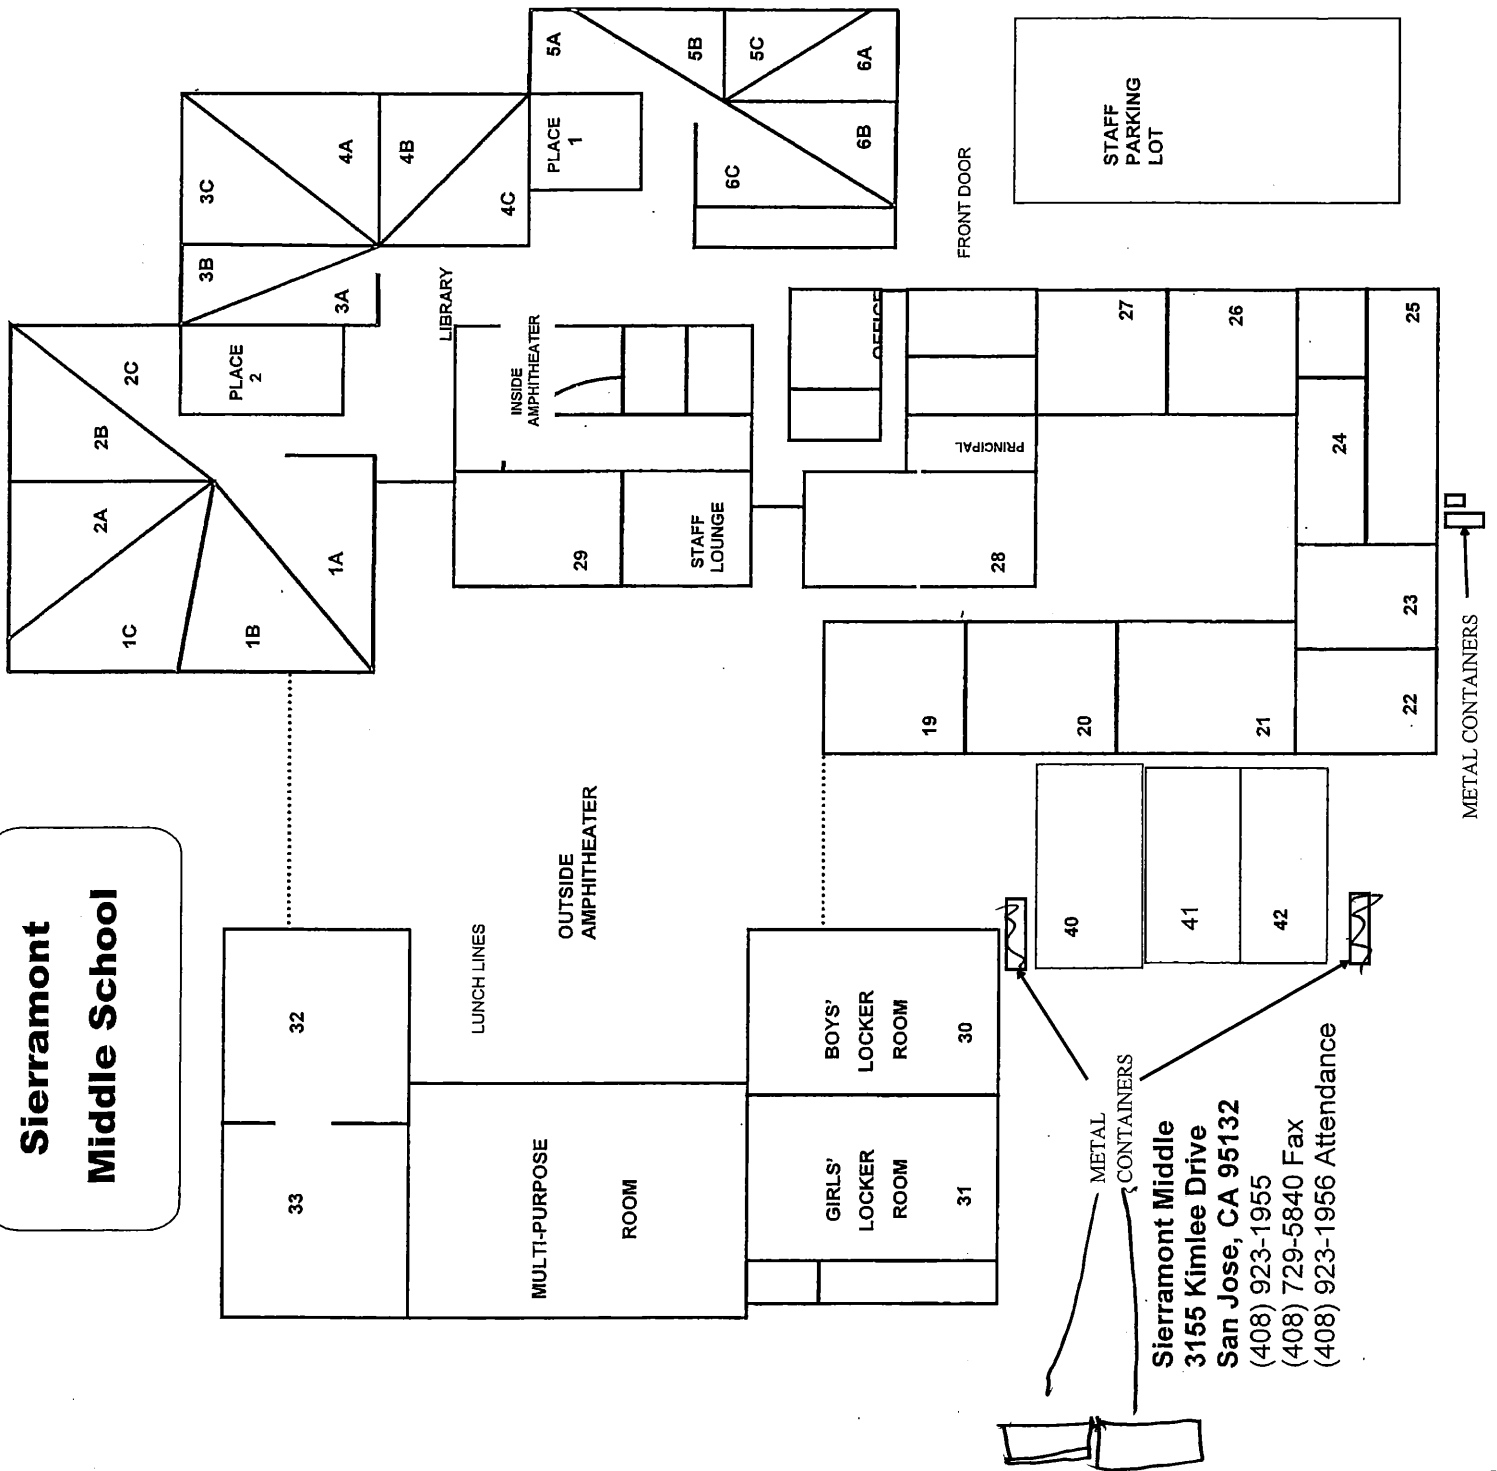 Sierramont
Middle School
1C
2A
2B
2C
1B
1A
PLACE
2
3B
3C
3A
4A
4B
4C
5A
PLACE
1
5B
5C
6A
6B
6C
LIBRARY
INSIDE
AMPHITHEATER
29
STAFF
LOUNGE
OFFICE
FRONT DOOR
STAFF
PARKING
LOT
PRINCIPAL
28
27
26
25
24
23
22
21
20
19
METAL CONTAINERS
33
32
LUNCH LINES
OUTSIDE
AMPHITHEATER
MULTI-PURPOSE
ROOM
GIRLS'
LOCKER
ROOM
31
BOYS'
LOCKER
ROOM
30
40
41
42
METAL
CONTAINERS
Sierramont Middle
3155 Kimlee Drive
San Jose, CA 95132
(408) 923-1955
(408) 729-5840 Fax
(408) 923-1956 Attendance